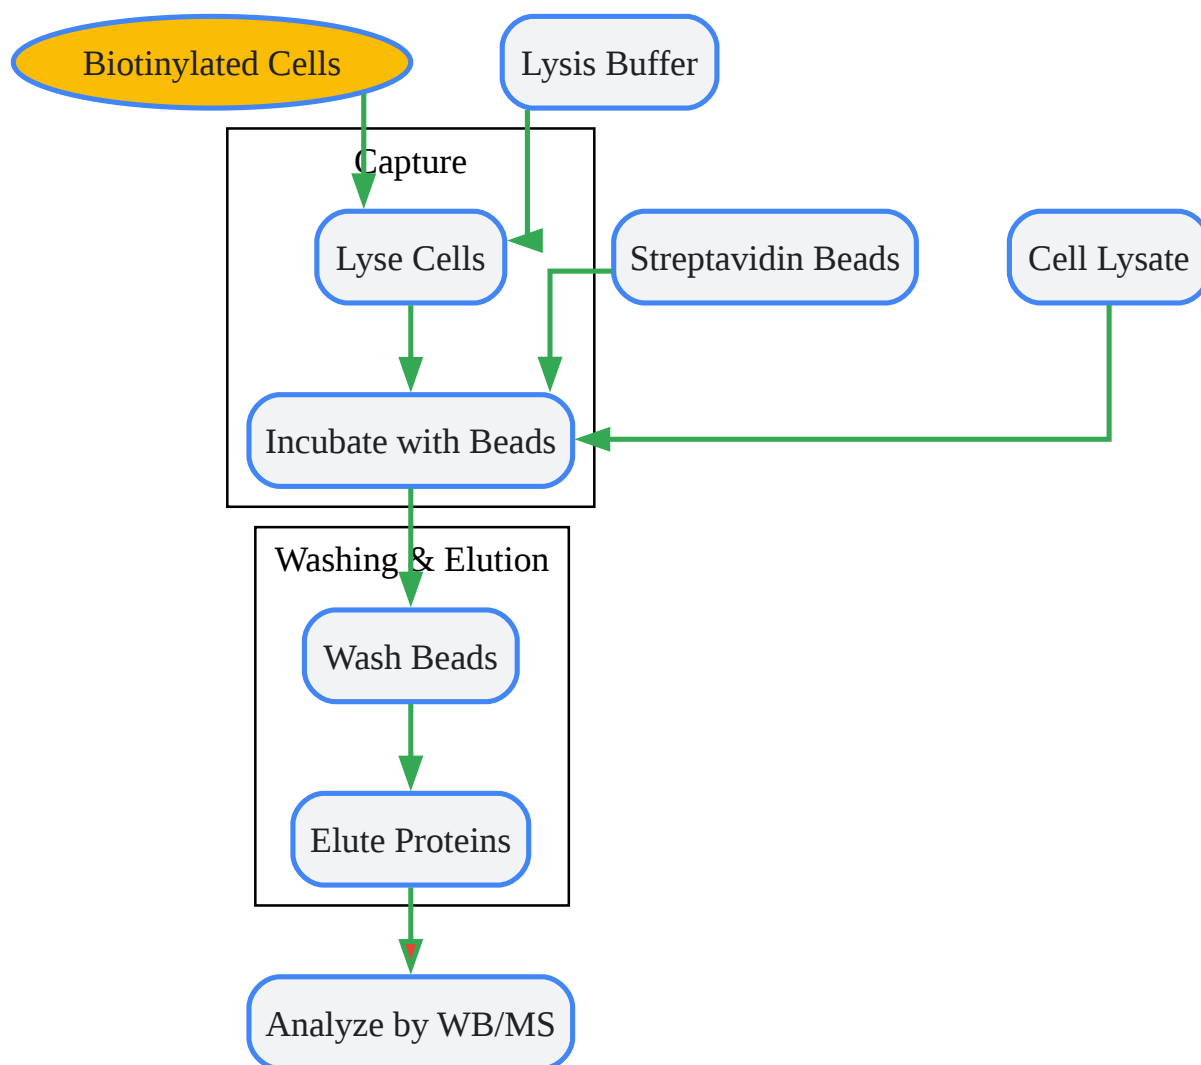 Biotinylated Cells
Lysis Buffer
Capture
Lyse Cells
Streptavidin Beads
Cell Lysate
Incubate with Beads
Washing & Elution
Wash Beads
Elute Proteins
Analyze by WB/MS